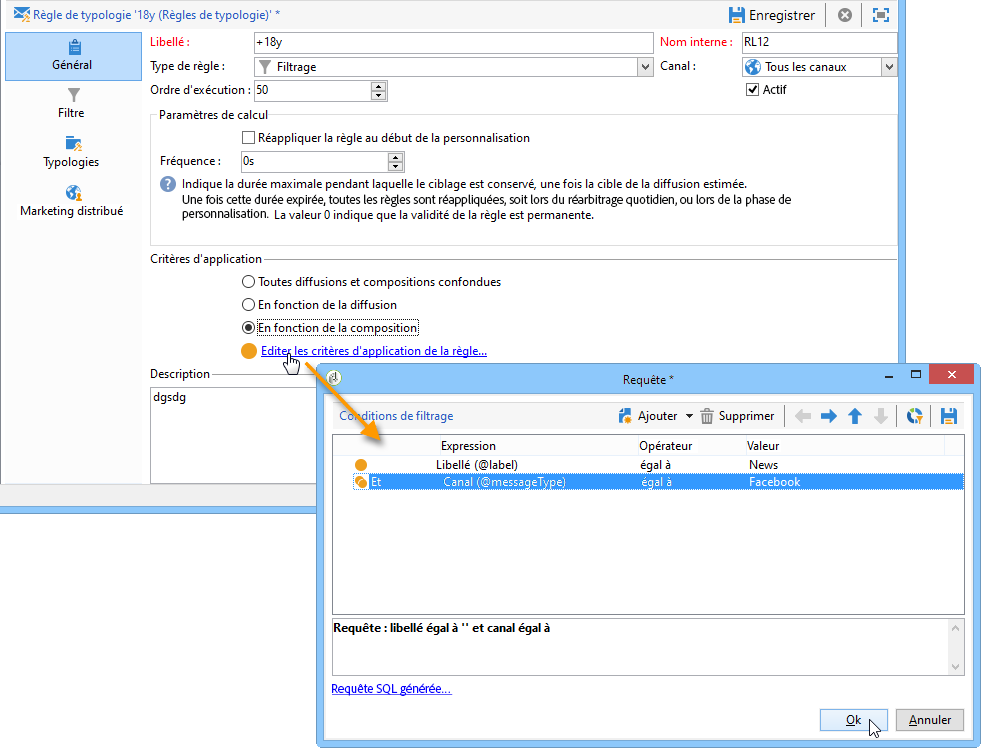 Règle de typologie '18y (Règles de typologie)' *
Enregistrer
Général
Filtre
Typologies
Marketing distribué
Libellé : +18y Nom interne : RL12
Type de règle : Filtrage Canal : Tous les canaux
Ordre d'exécution : 50 Actif
Paramètres de calcul
Réappliquer la règle au début de la personnalisation
Fréquence : 0s
Indique la durée maximale pendant laquelle le ciblage est conservé, une fois la cible de la diffusion estimée.
Une fois cette durée expirée, toutes les règles sont réappliquées, soit lors du réarbitrage quotidien, ou lors de la phase de
personnalisation. La valeur 0 indique que la validité de la règle est permanente.
Critères d'application
Toutes diffusions et compositions confondues
En fonction de la diffusion
En fonction de la composition
Editer les critères d'application de la règle...
Description
dgsdg
Requête *
Conditions de filtrage Ajouter Supprimer
Expression Opérateur Valeur
Libellé (@label) égal à News
Et Canal (@messageType) égal à Facebook
Requête : libellé égal à '' et canal égal à
Requête SQL générée...
Ok Annuler